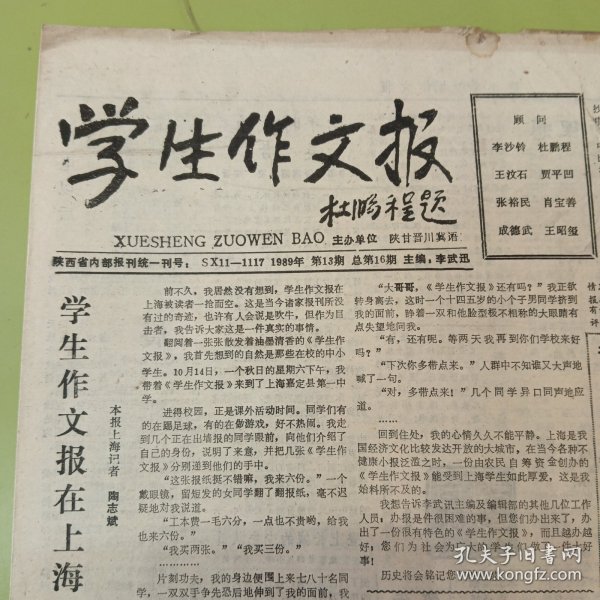 学生作文报
杜鹏程题
XUESHENG ZUOWEN BAO
主办单位 陕甘晋川冀语
顾问
李沙铃 杜鹏程
王汶石 贾平凹
张裕民 肖宝善
成德武 王昭玺
陕西省内部报刊统一刊号：SX11—1117 1989年 第13期 总第16期 主编：李武迅
学生作文报在上海
本报上海记者 陶志斌
前不久，我居然没有想到，学生作文报在
上海被读者一抢而空。这是当今诸家报刊所没
有过的奇迹，也许有人会说是吹牛，但作为目
击者，我告诉大家这是一件真实的事情。
翻阅着一张张散发着油墨清香的《学生作
文报》，我首先想到的自然是那些在校的中小
学生。10月14日，一个秋日的星期六下午，我
带着《学生作文报》来到了上海嘉定县第一中
学。
进得校园，正是课外活动时间。同学们有
的在踢足球，有的在做游戏，好不热闹。我走
到几个正在出墙报的同学眼前，向他们介绍了
自己的身份，说明了来意，并把几张《学生作
文报》分别递到他们的手中。
“这张报纸挺不错嘛，我来六份。”一个
戴眼镜，留短发的女同学翻了翻报纸，毫不迟
疑地对我说道。
“工本费一毛六分，一点也不贵哟，给我
也来六份。”
“我买两张。”“我买三份。”
……
片刻功夫，我的身边便围上来七八十名同
学，一双双手争先恐后地伸到了我的面前，我
“大哥哥，《学生作文报》还有吗？”我正欲
转身离去，这时一个十四五岁的小个子男同学挤到
我的面前，睁着一双和他脸型极不相称的大眼睛有
点失望地问我。
“有，还有呢。等两天我再到你们学校来好
吗？”
“下次你多带点来。”人群中不知谁又大声地
喊了一句。
“对，多带点来！”几个同学异口同声地应
道。
……
回到住处，我的心情久久不能平静。上海是我
国经济文化比较发达开放的大城市，在当今各种不
健康小报泛滥之时，一份由农民自筹资金创办的
《学生作文报》能受到上海学生如此厚爱，这是我
始料所不及的。
我想告诉李武迅主编及编辑部的其他几位工作
人员：办报是件很困难的事，但您们办出来了，办
出了一份很有特色的《学生作文报》，而且越办越
好；您们为社会为
历史将会铭记您
孔夫子旧书网
www.kongfz.com